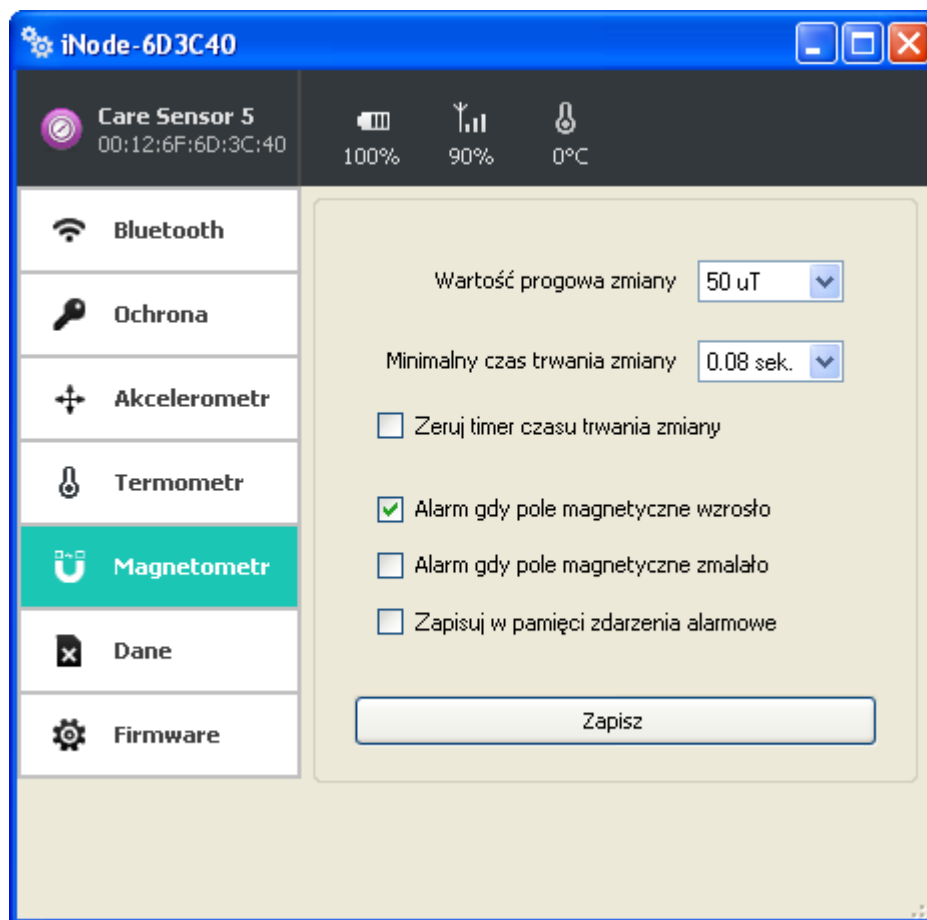 iNode-6D3C40
Care Sensor 5
00:12:6F:6D:3C:40
100%
90%
0°C
Bluetooth
Ochrona
Akcelerometr
Termometr
Magnetometr
Dane
Firmware
Wartość progowa zmiany 50 uT
Minimalny czas trwania zmiany 0.08 sek.
Zeruj timer czasu trwania zmiany
Alarm gdy pole magnetyczne wzrosło
Alarm gdy pole magnetyczne zmalało
Zapisuj w pamięci zdarzenia alarmowe
Zapisz